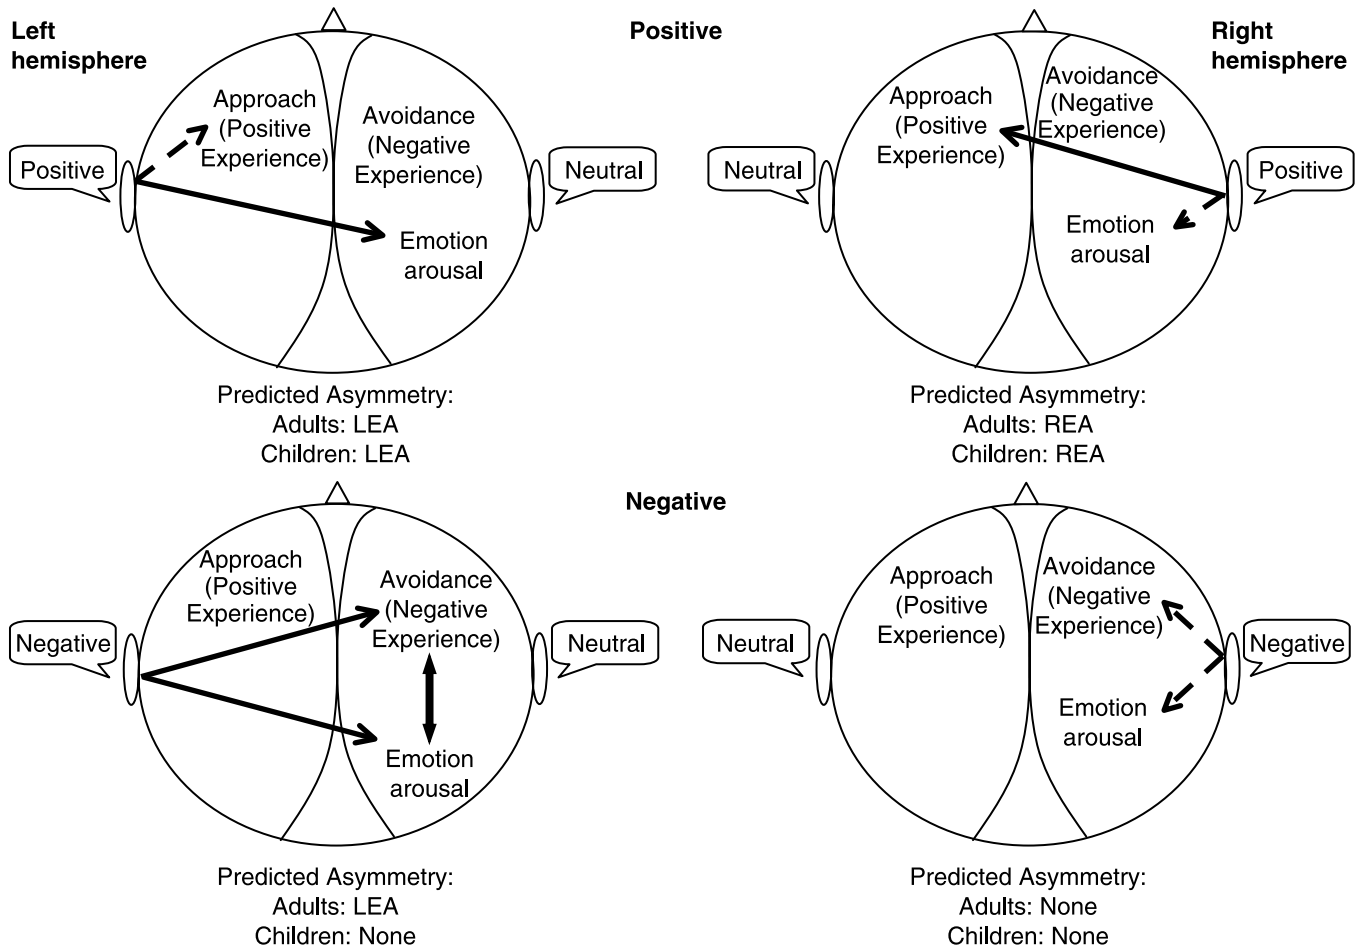 Left
hemisphere
Positive
Right
hemisphere
Approach
(Positive
Experience)
Avoidance
(Negative
Experience)
Positive
Neutral
Emotion
arousal
Predicted Asymmetry:
Adults: LEA
Children: LEA
Approach
(Positive
Experience)
Avoidance
(Negative
Experience)
Neutral
Positive
Emotion
arousal
Predicted Asymmetry:
Adults: REA
Children: REA
Negative
Approach
(Positive
Experience)
Avoidance
(Negative
Experience)
Negative
Neutral
Emotion
arousal
Predicted Asymmetry:
Adults: LEA
Children: None
Approach
(Positive
Experience)
Avoidance
(Negative
Experience)
Neutral
Negative
Emotion
arousal
Predicted Asymmetry:
Adults: None
Children: None